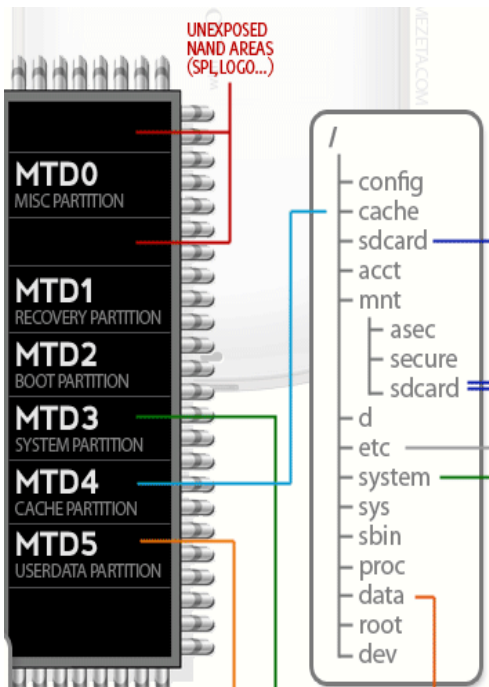 UNEXPOSED
NAND AREAS
(SPL,LOGO...)
MEZETA.COM
MTD0
MISC PARTITION
MTD1
RECOVERY PARTITION
MTD2
BOOT PARTITION
MTD3
SYSTEM PARTITION
MTD4
CACHE PARTITION
MTD5
USERDATA PARTITION
/
config
cache
sdcard
acct
mnt
asec
secure
sdcard
d
etc
system
sys
sbin
proc
data
root
dev